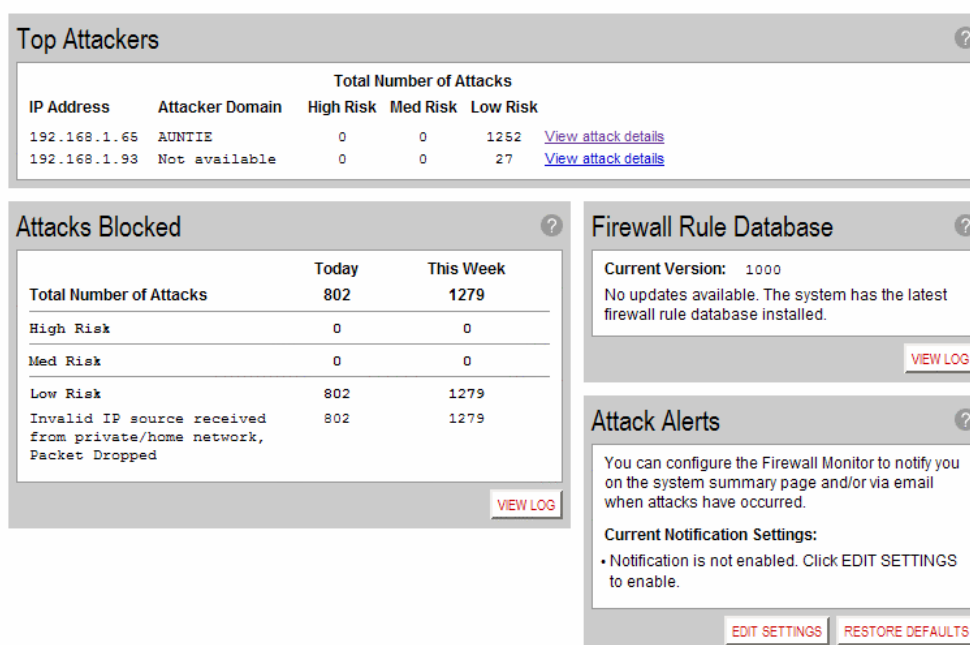 Top Attackers
?
Total Number of Attacks
IP Address Attacker Domain High Risk Med Risk Low Risk
192.168.1.65 AUNTIE 0 0 1252 View attack details
192.168.1.93 Not available 0 0 27 View attack details
Attacks Blocked
?
Today This Week
Total Number of Attacks 802 1279
High Risk 0 0
Med Risk 0 0
Low Risk 802 1279
Invalid IP source received 802 1279
from private/home network,
Packet Dropped
VIEW LOG
Firewall Rule Database
?
Current Version: 1000
No updates available. The system has the latest
firewall rule database installed.
VIEW LOG
Attack Alerts
?
You can configure the Firewall Monitor to notify you
on the system summary page and/or via email
when attacks have occurred.
Current Notification Settings:
• Notification is not enabled. Click EDIT SETTINGS
to enable.
EDIT SETTINGS RESTORE DEFAULTS